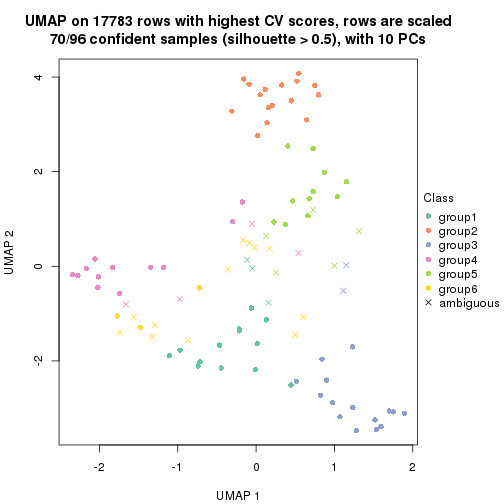 UMAP on 17783 rows with highest CV scores, rows are scaled
70/96 confident samples (silhouette > 0.5), with 10 PCs
4
2
0
-2
UMAP 2
-2
-1
0
1
2
UMAP 1
Class
group1
group2
group3
group4
group5
group6
ambiguous